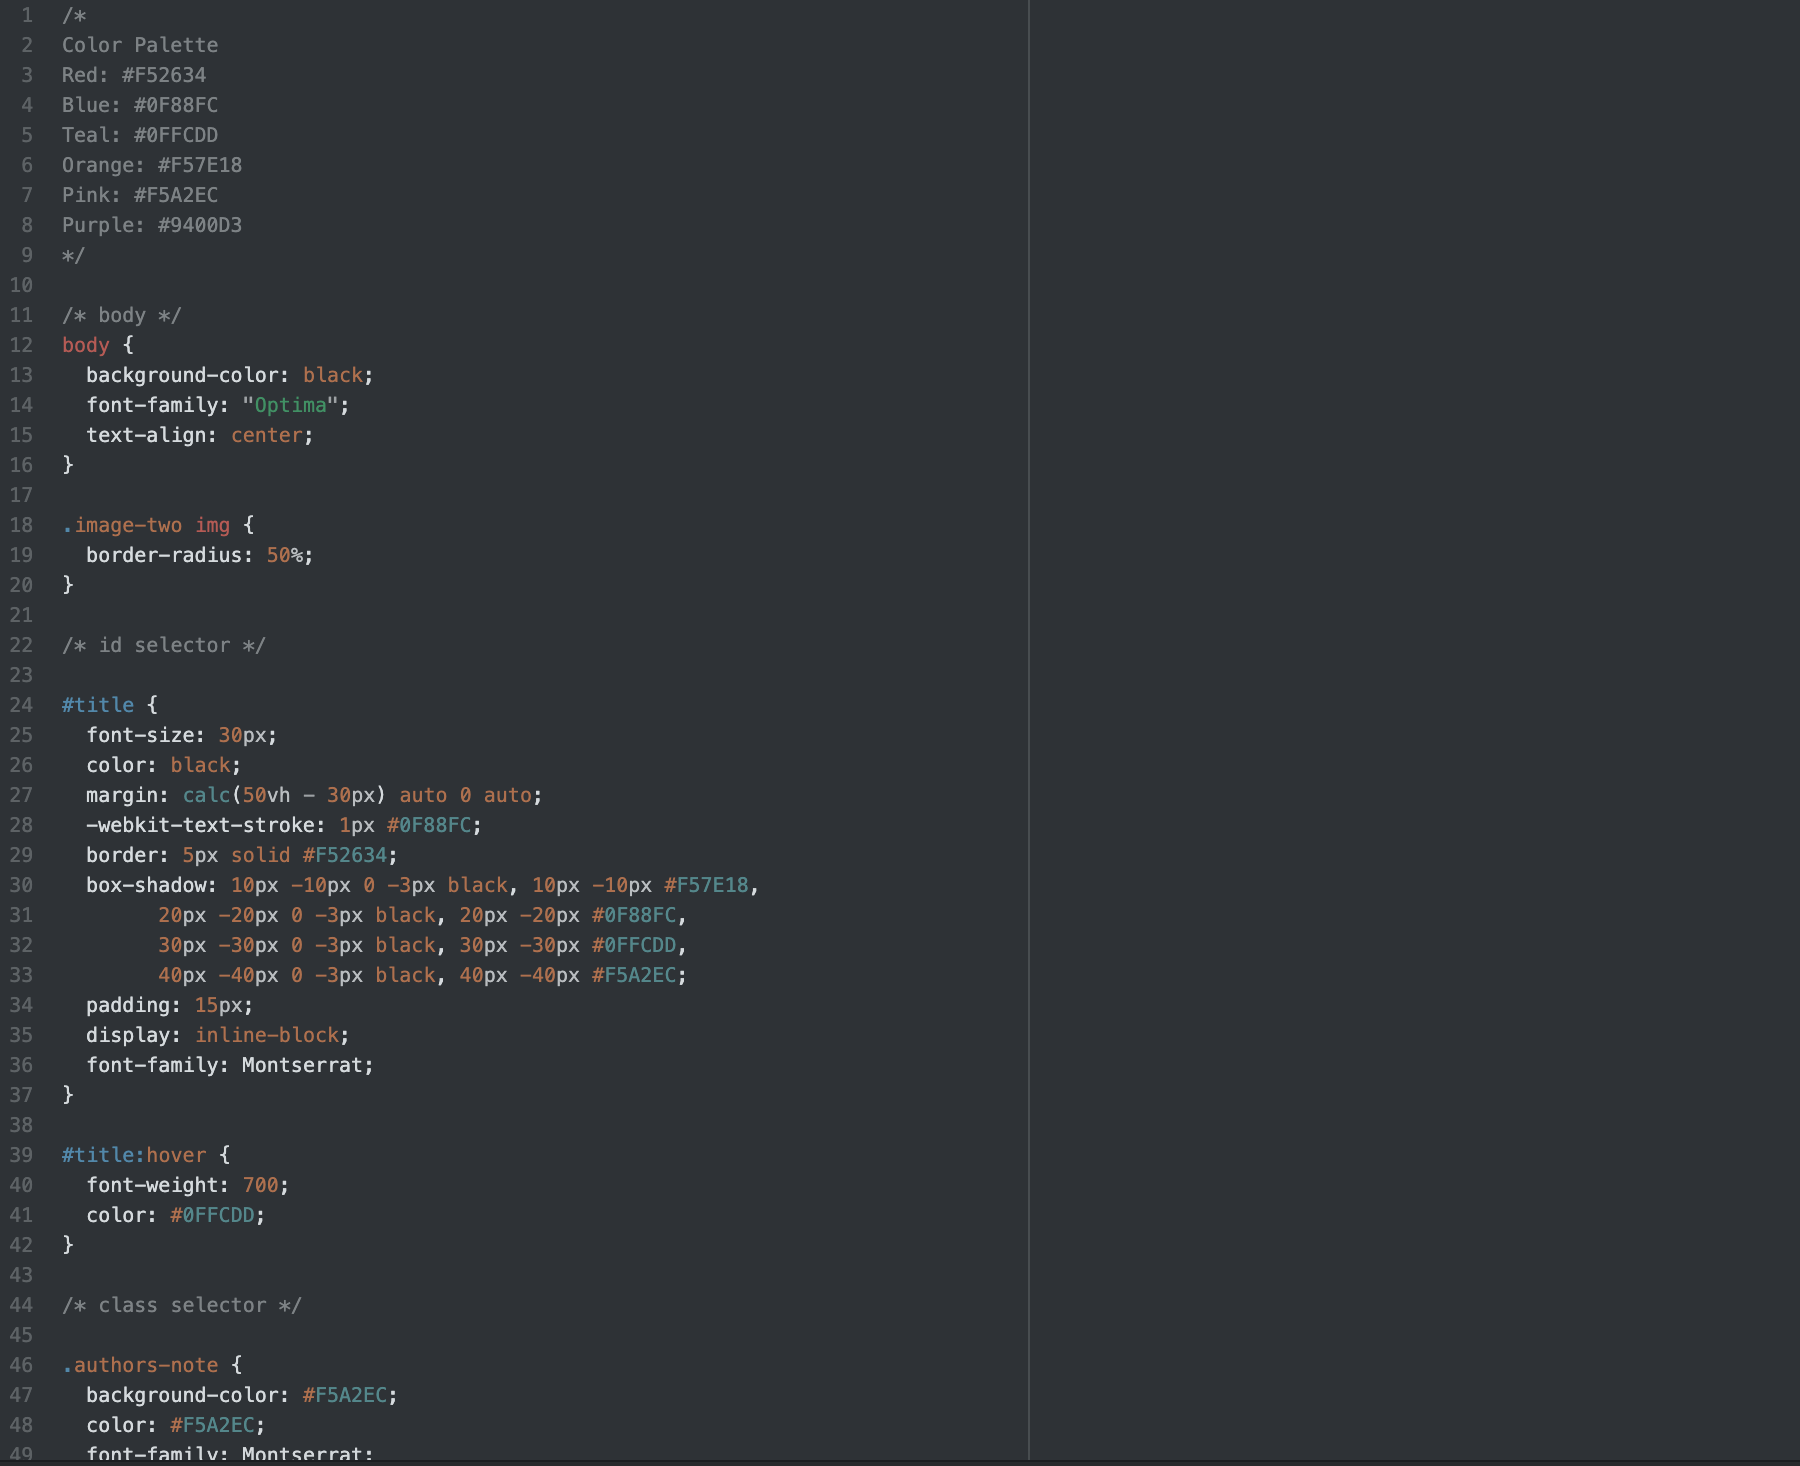 1 /*
2 Color Palette
3 Red: #F52634
4 Blue: #0F88FC
5 Teal: #0FFCDD
6 Orange: #F57E18
7 Pink: #F5A2EC
8 Purple: #9400D3
9 */
10
11 /* body */
12 body {
13   background-color: black;
14   font-family: "Optima";
15   text-align: center;
16 }
17
18 .image-two img {
19   border-radius: 50%;
20 }
21
22 /* id selector */
23
24 #title {
25   font-size: 30px;
26   color: black;
27   margin: calc(50vh - 30px) auto 0 auto;
28   -webkit-text-stroke: 1px #0F88FC;
29   border: 5px solid #F52634;
30   box-shadow: 10px -10px 0 -3px black, 10px -10px #F57E18,
31         20px -20px 0 -3px black, 20px -20px #0F88FC,
32         30px -30px 0 -3px black, 30px -30px #0FFCDD,
33         40px -40px 0 -3px black, 40px -40px #F5A2EC;
34   padding: 15px;
35   display: inline-block;
36   font-family: Montserrat;
37 }
38
39 #title:hover {
40   font-weight: 700;
41   color: #0FFCDD;
42 }
43
44 /* class selector */
45
46 .authors-note {
47   background-color: #F5A2EC;
48   color: #F5A2EC;
49   font-family: Montserrat;